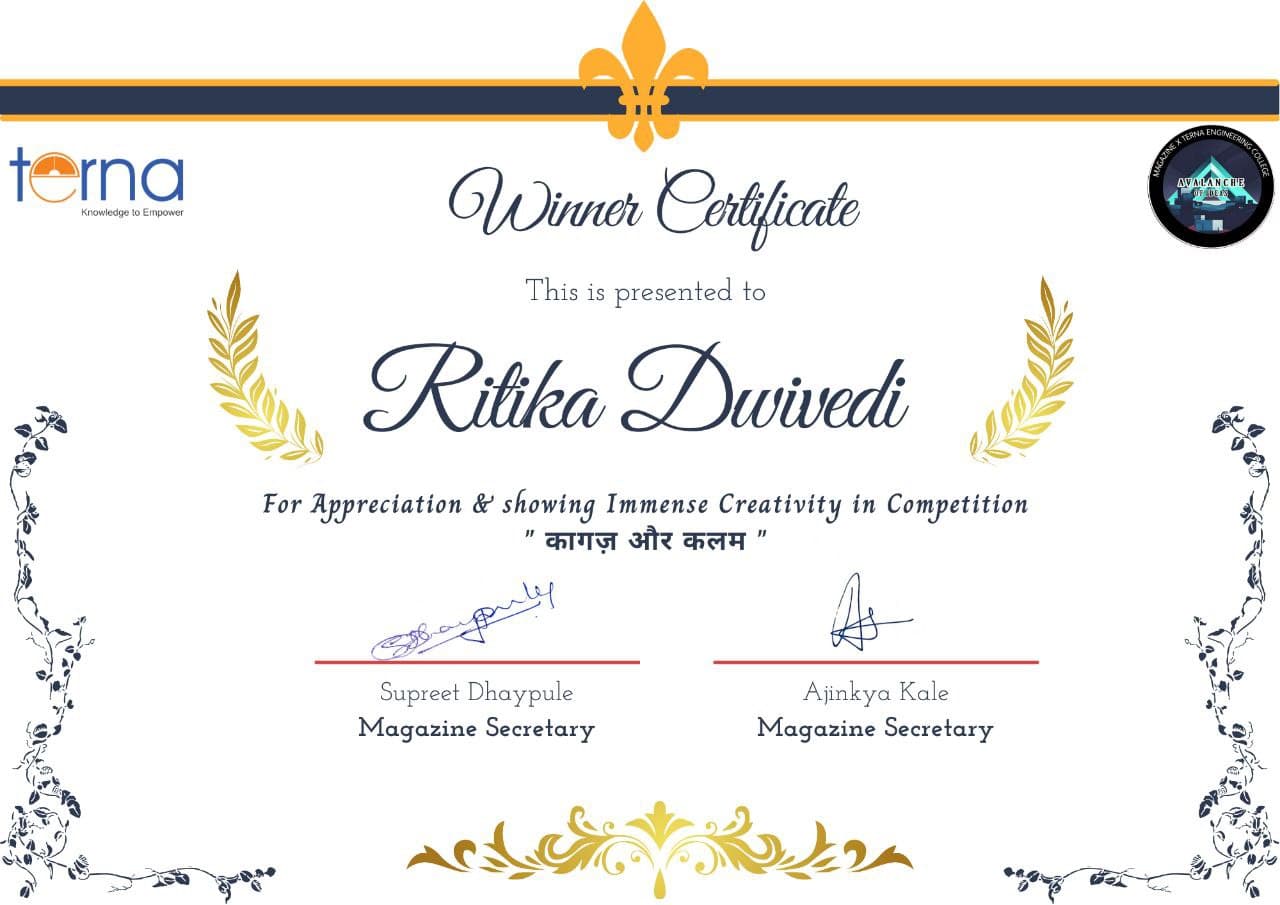 terna
Knowledge to Empower
MAGAZINE X TERNA ENGINEERING COLLEGE
AVALANCHE
OF IDEAS
Winner Certificate
This is presented to
Ritika Dwivedi
For Appreciation & showing Immense Creativity in Competition
" कागज़ और कलम "
Supreet Dhaypule
Magazine Secretary
Ajinkya Kale
Magazine Secretary